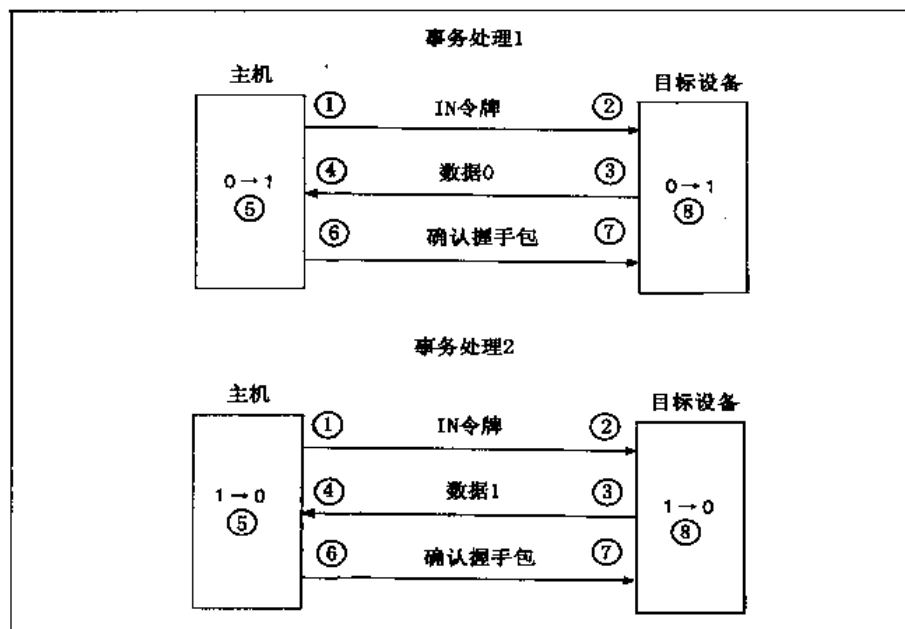 事务处理1
主机
目标设备
① IN令牌 ②
④ 数据0 ③
0→1
⑤
0→1
⑧
⑥ 确认握手包 ⑦
事务处理2
主机
目标设备
① IN令牌 ②
④ 数据1 ③
1→0
⑤
1→0
⑧
⑥ 确认握手包 ⑦